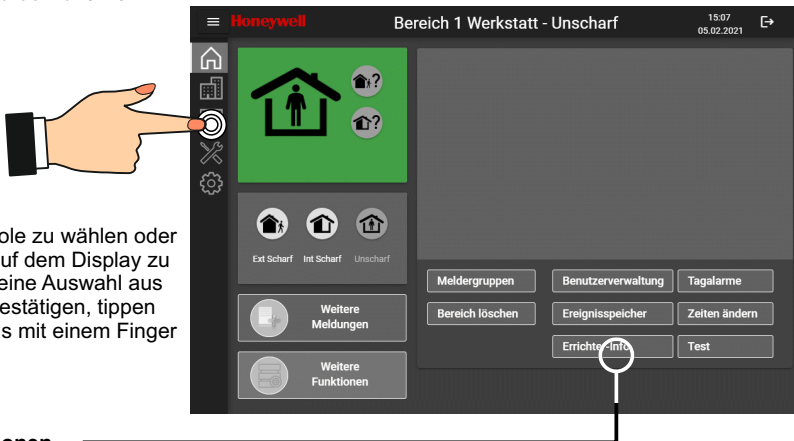 Honeywell
Bereich 1 Werkstatt - Unscharf
15:07
05.02.2021
?
?
Ext Scharf Int Scharf Unscharf
Weitere
Meldungen
Weitere
Funktionen
Meldergruppen Benutzerverwaltung Tagalarme
Bereich löschen Ereignisspeicher Zeiten ändern
Errichter-Info Test
ole zu wählen oder
uf dem Display zu
eine Auswahl aus
estätigen, tippen
s mit einem Finger